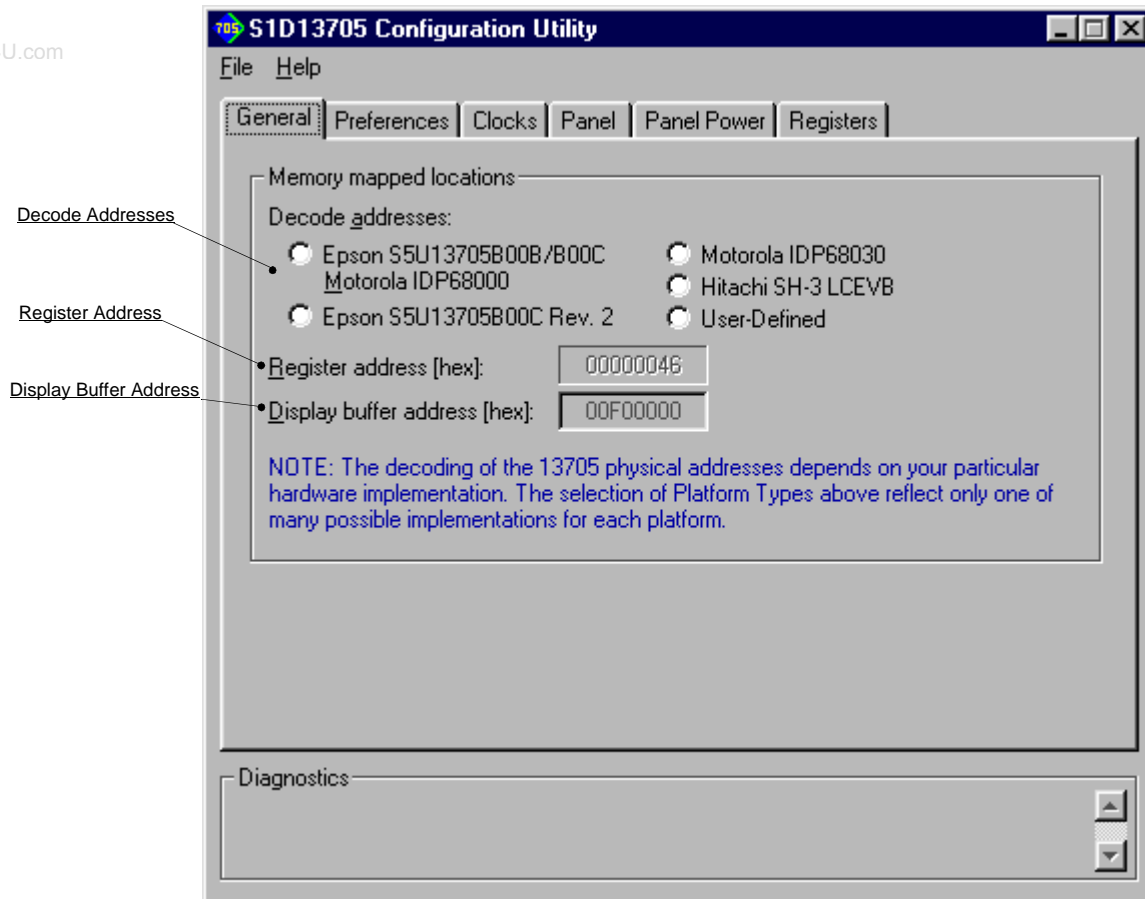 705 S1D13705 Configuration Utility
U.com
File Help
General Preferences Clocks Panel Panel Power Registers
Memory mapped locations
Decode Addresses
Decode addresses:
Epson S5U13705B00B/B00C
Motorola IDP68000
Motorola IDP68030
Hitachi SH-3 LCEVB
Epson S5U13705B00C Rev. 2
User-Defined
Register Address
Register address [hex]: 00000046
Display Buffer Address
Display buffer address [hex]: 00F00000
NOTE: The decoding of the 13705 physical addresses depends on your particular
hardware implementation. The selection of Platform Types above reflect only one of
many possible implementations for each platform.
Diagnostics